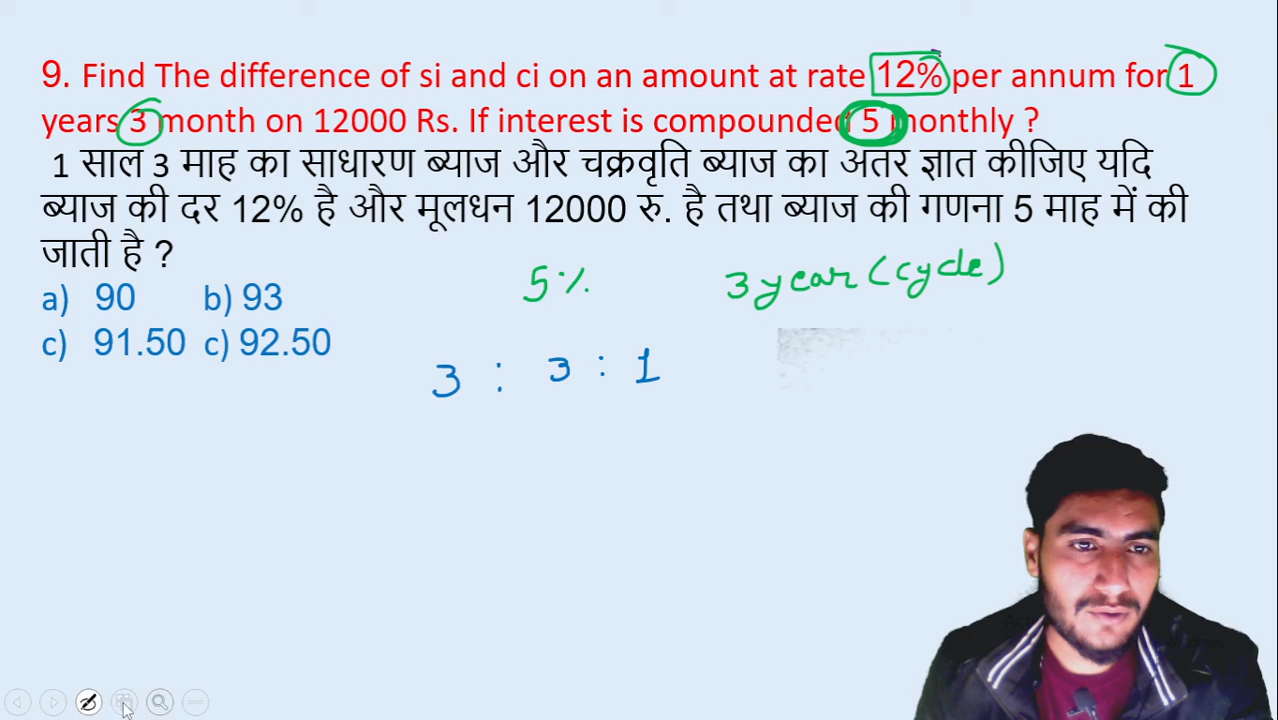 9. Find The difference of si and ci on an amount at rate 12% per annum for 1
years 3 month on 12000 Rs. If interest is compounded 5 monthly ?
1 साल 3 माह का साधारण ब्याज और चक्रवृति ब्याज का अंतर ज्ञात कीजिए यदि
ब्याज की दर 12% है और मूलधन 12000 रु. है तथा ब्याज की गणना 5 माह में की
जाती है ?
5% 3 year (cycle)
a) 90 b) 93
c) 91.50 c) 92.50
3 : 3 : 1